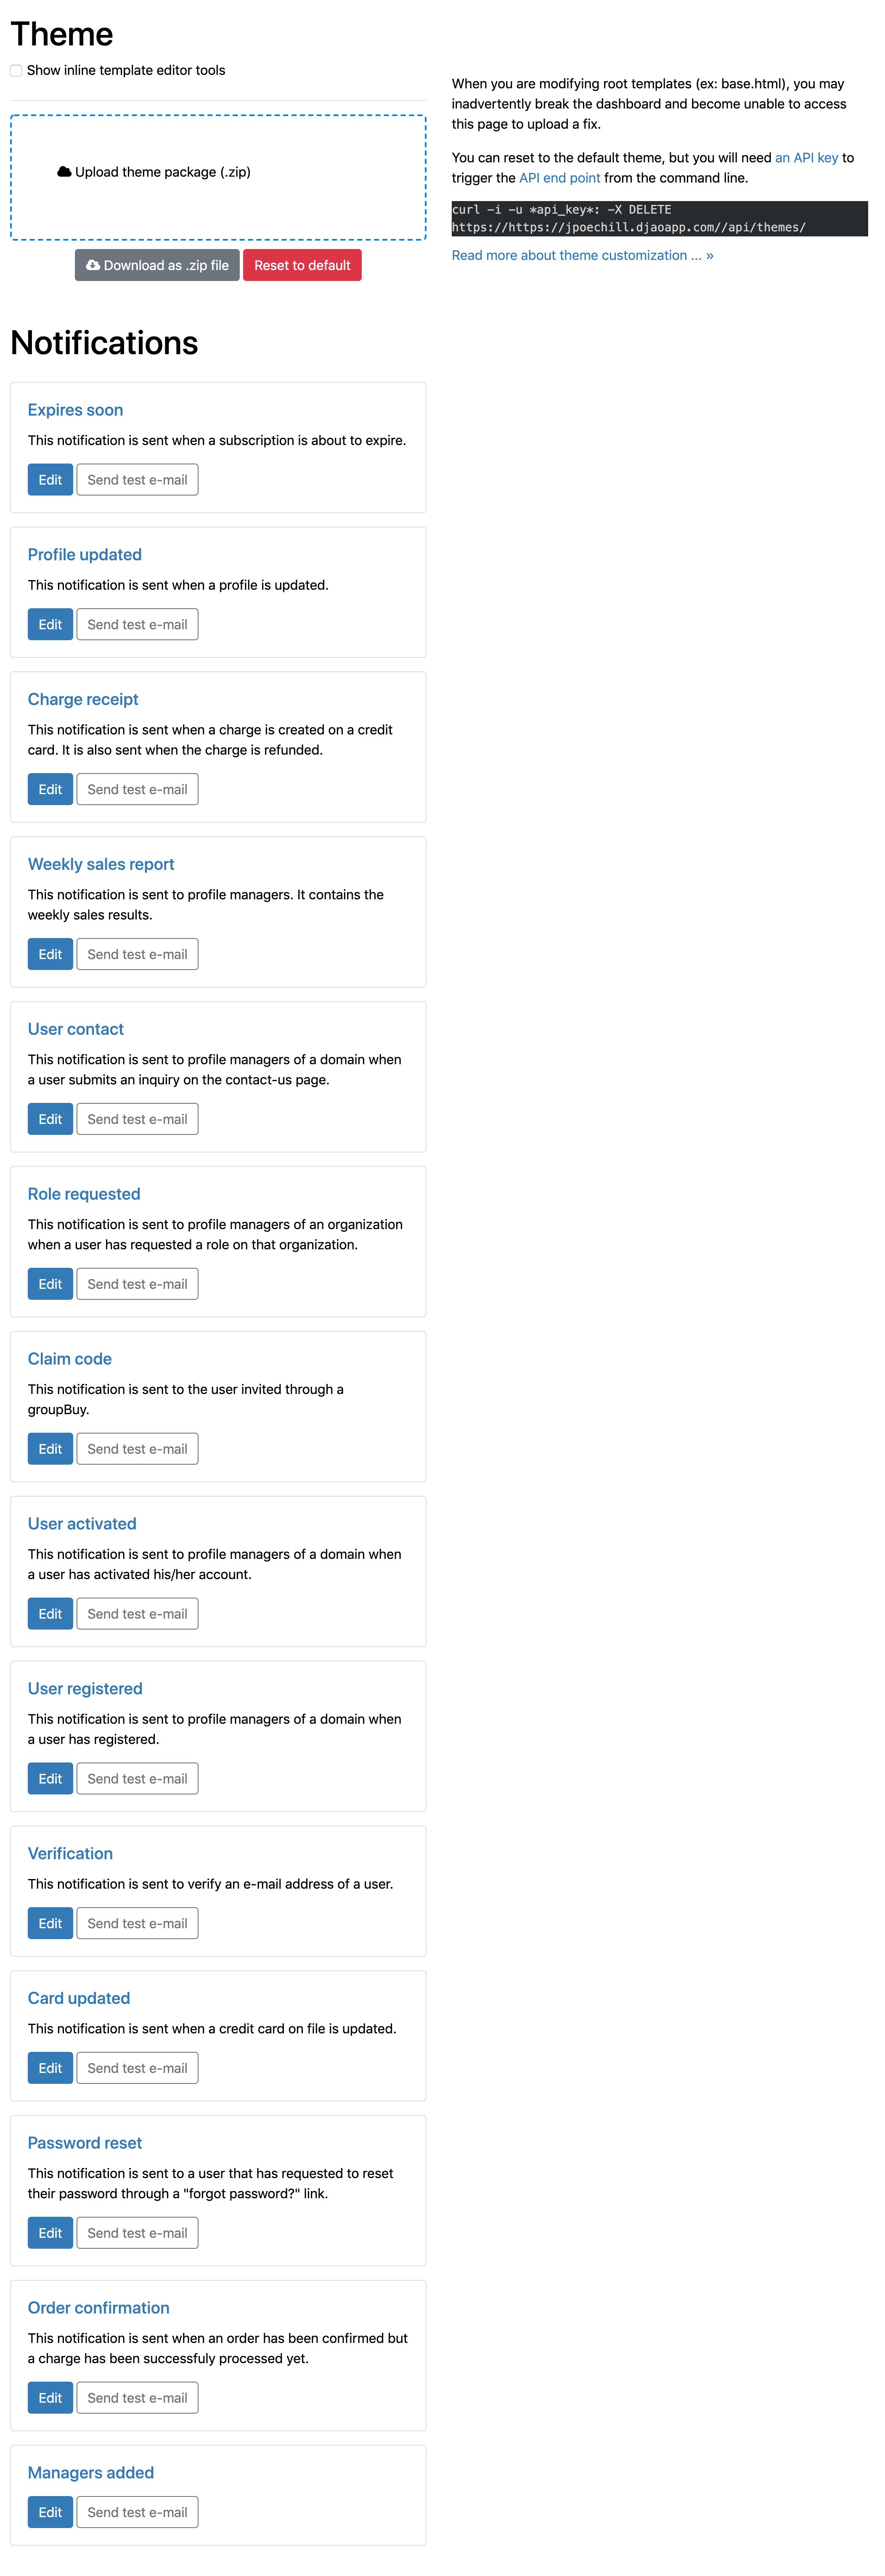 Theme
Show inline template editor tools
Upload theme package (.zip)
Download as .zip file
Reset to default
When you are modifying root templates (ex: base.html), you may
inadvertently break the dashboard and become unable to access
this page to upload a fix.
You can reset to the default theme, but you will need an API key to
trigger the API end point from the command line.
curl -i -u *api_key*: -X DELETE
https://https://jpoechill.djaoapp.com//api/themes/
Read more about theme customization ... »
Notifications
Expires soon
This notification is sent when a subscription is about to expire.
Edit
Send test e-mail
Profile updated
This notification is sent when a profile is updated.
Edit
Send test e-mail
Charge receipt
This notification is sent when a charge is created on a credit
card. It is also sent when the charge is refunded.
Edit
Send test e-mail
Weekly sales report
This notification is sent to profile managers. It contains the
weekly sales results.
Edit
Send test e-mail
User contact
This notification is sent to profile managers of a domain when
a user submits an inquiry on the contact-us page.
Edit
Send test e-mail
Role requested
This notification is sent to profile managers of an organization
when a user has requested a role on that organization.
Edit
Send test e-mail
Claim code
This notification is sent to the user invited through a
groupBuy.
Edit
Send test e-mail
User activated
This notification is sent to profile managers of a domain when
a user has activated his/her account.
Edit
Send test e-mail
User registered
This notification is sent to profile managers of a domain when
a user has registered.
Edit
Send test e-mail
Verification
This notification is sent to verify an e-mail address of a user.
Edit
Send test e-mail
Card updated
This notification is sent when a credit card on file is updated.
Edit
Send test e-mail
Password reset
This notification is sent to a user that has requested to reset
their password through a "forgot password?" link.
Edit
Send test e-mail
Order confirmation
This notification is sent when an order has been confirmed but
a charge has been successfuly processed yet.
Edit
Send test e-mail
Managers added
Edit
Send test e-mail